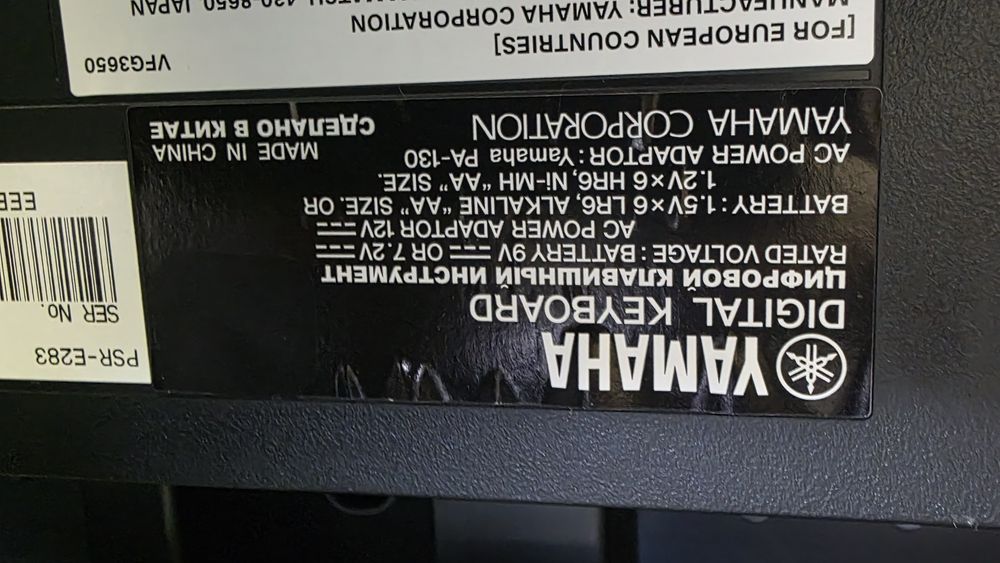 PSR-E283
SER No.
EEE
YAMAHA
DIGITAL KEYBOARD
ЦИФРОВОЙ КЛАВИШНЫЙ ИНСТРУМЕНТ
RATED VOLTAGE : BATTERY 9V ⎓ OR 7.2V ⎓
AC POWER ADAPTOR 12V ⎓
BATTERY : 1.5V×6 LR6, ALKALINE “AA” SIZE. OR
1.2V×6 HR6, Ni-MH “AA” SIZE.
AC POWER ADAPTOR : Yamaha PA-130
MADE IN CHINA
YAMAHA CORPORATION
СДЕЛАНО В КИТАЕ
VFG3650
[FOR EUROPEAN COUNTRIES]
MANUFACTURER: YAMAHA CORPORATION
430-8650, JAPAN